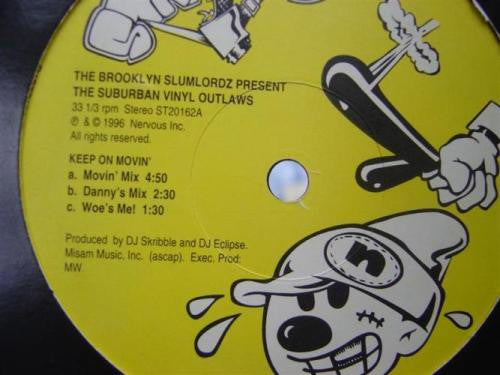 THE BROOKLYN SLUMLORDZ PRESENT
THE SUBURBAN VINYL OUTLAWS
33 1/3 rpm Stereo ST20162A
℗ & © 1996 Nervous Inc.
All rights reserved.
KEEP ON MOVIN'
a. Movin' Mix 4:50
b. Danny's Mix 2:30
c. Woe's Me! 1:30
Produced by DJ Skribble and DJ Eclipse.
Misam Music, Inc. (ascap). Exec. Prod:
MW
n